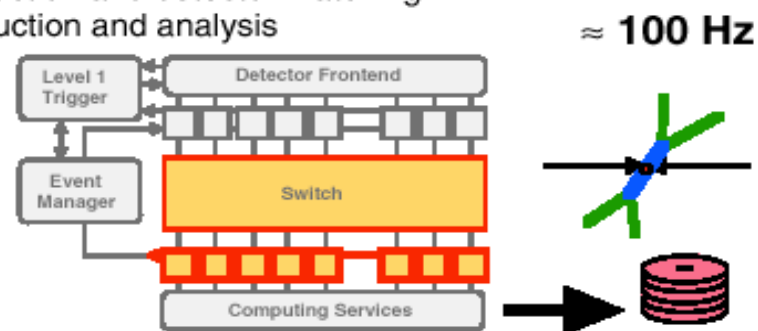 uction and analysis
≈ 100 Hz
Level 1
Trigger
Detector Frontend
Event
Manager
Switch
Computing Services